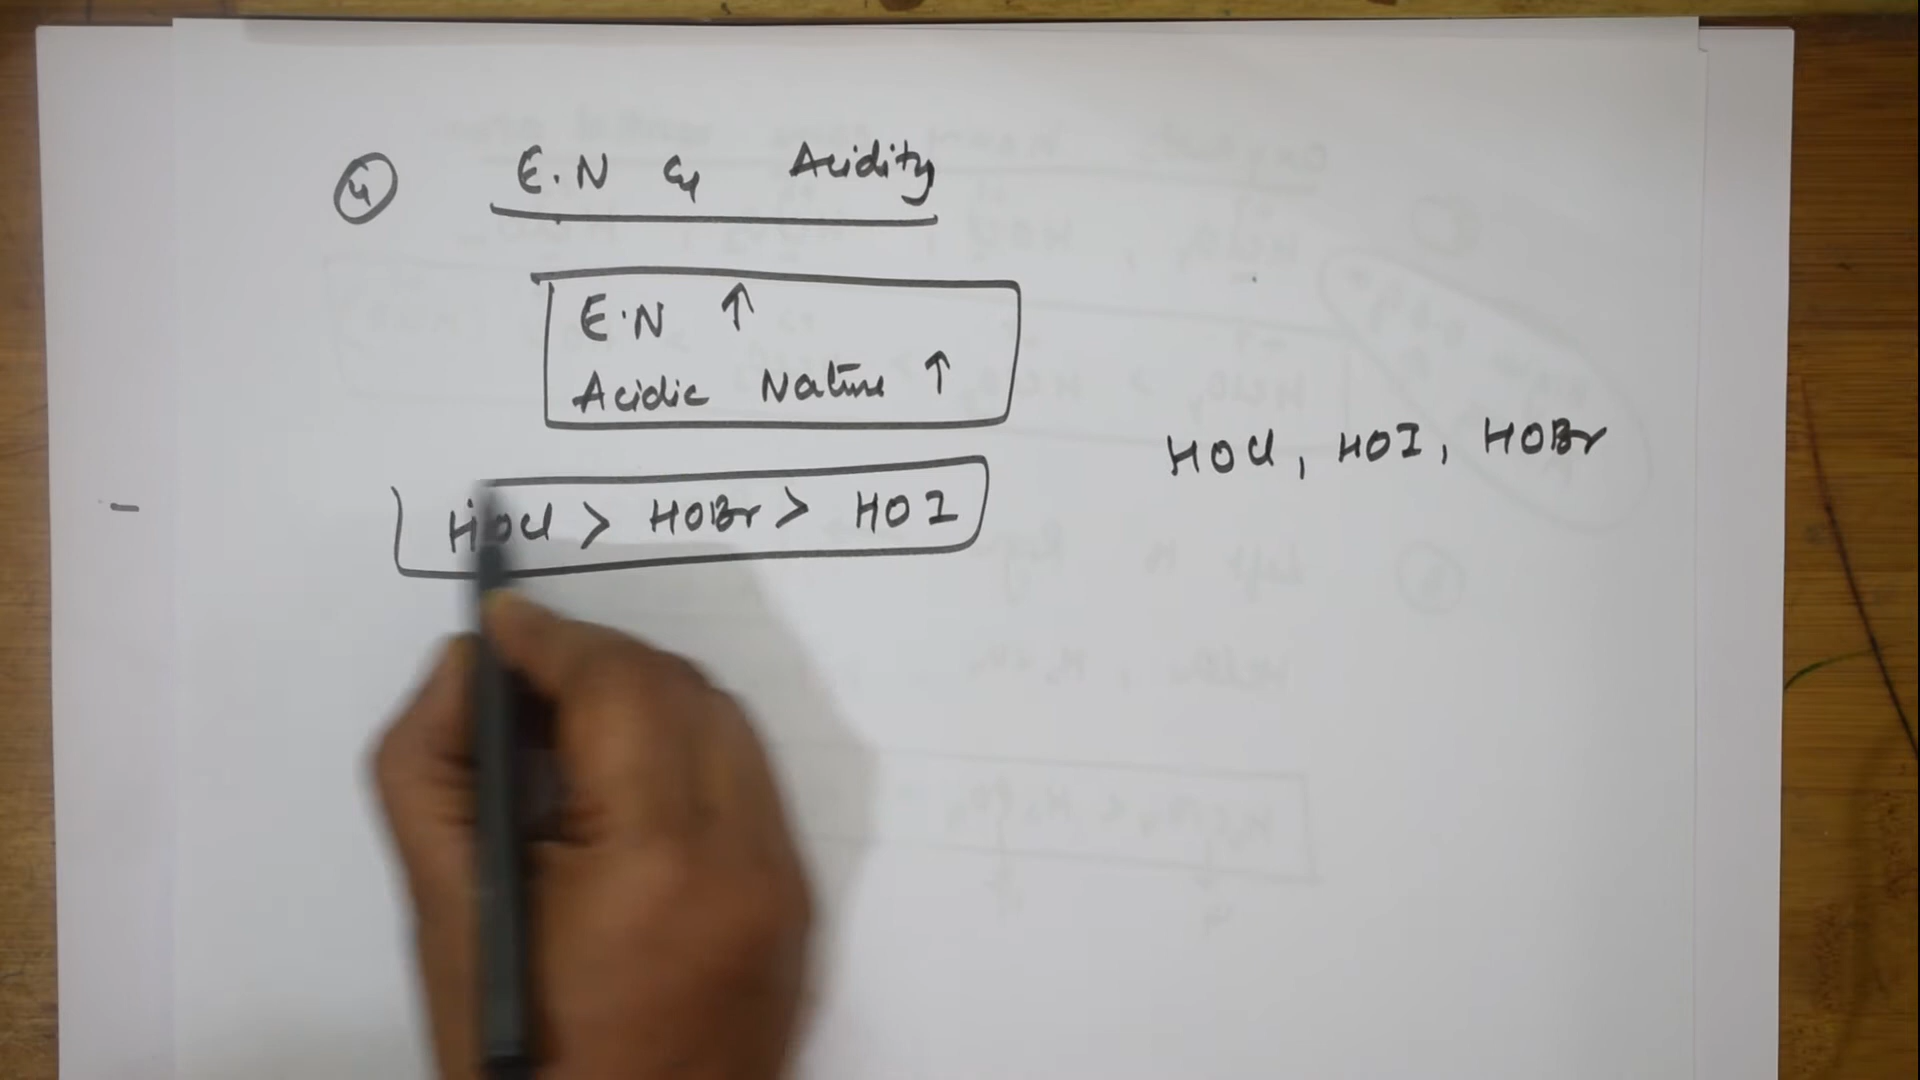 4 E.N & Acidity
E.N ↑
Acidic Nature ↑
HOCl, HOI, HOBr
HOCl > HOBr > HOI